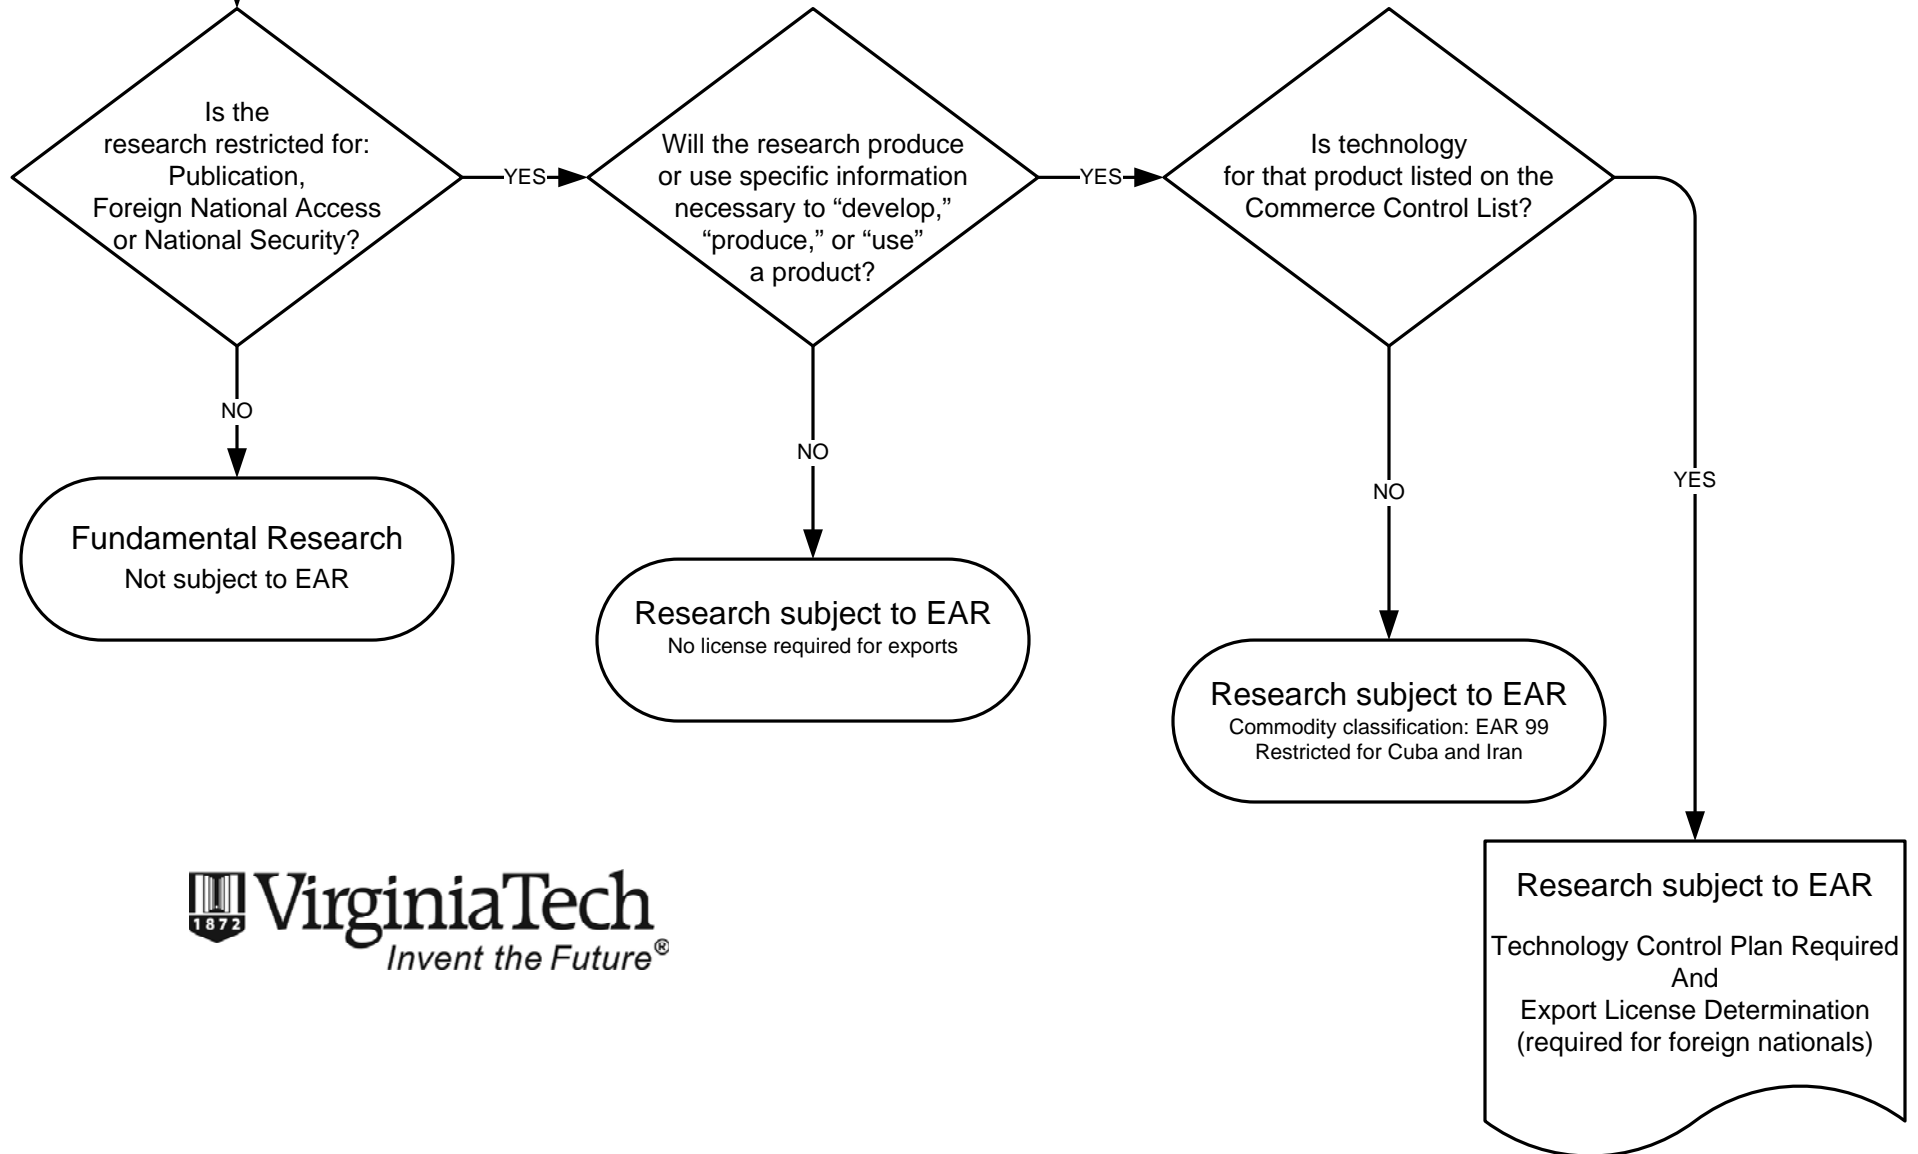 Is the
research restricted for:
Publication,
Foreign National Access
or National Security?
YES
Will the research produce
or use specific information
necessary to “develop,”
“produce,” or “use”
a product?
YES
Is technology
for that product listed on the
Commerce Control List?
NO
NO
NO
YES
Fundamental Research
Not subject to EAR
Research subject to EAR
No license required for exports
Research subject to EAR
Commodity classification: EAR 99
Restricted for Cuba and Iran
Research subject to EAR
Technology Control Plan Required
And
Export License Determination
(required for foreign nationals)
1872
VirginiaTech
Invent the Future®